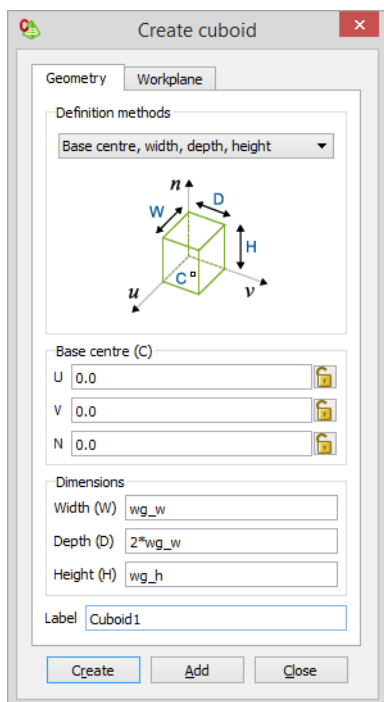 Create cuboid
Geometry Workplane
Definition methods
Base centre, width, depth, height
n
D
W
H
C
u
v
Base centre (C)
U 0.0
V 0.0
N 0.0
Dimensions
Width (W) wg_w
Depth (D) 2*wg_w
Height (H) wg_h
Label Cuboid1
Create Add Close